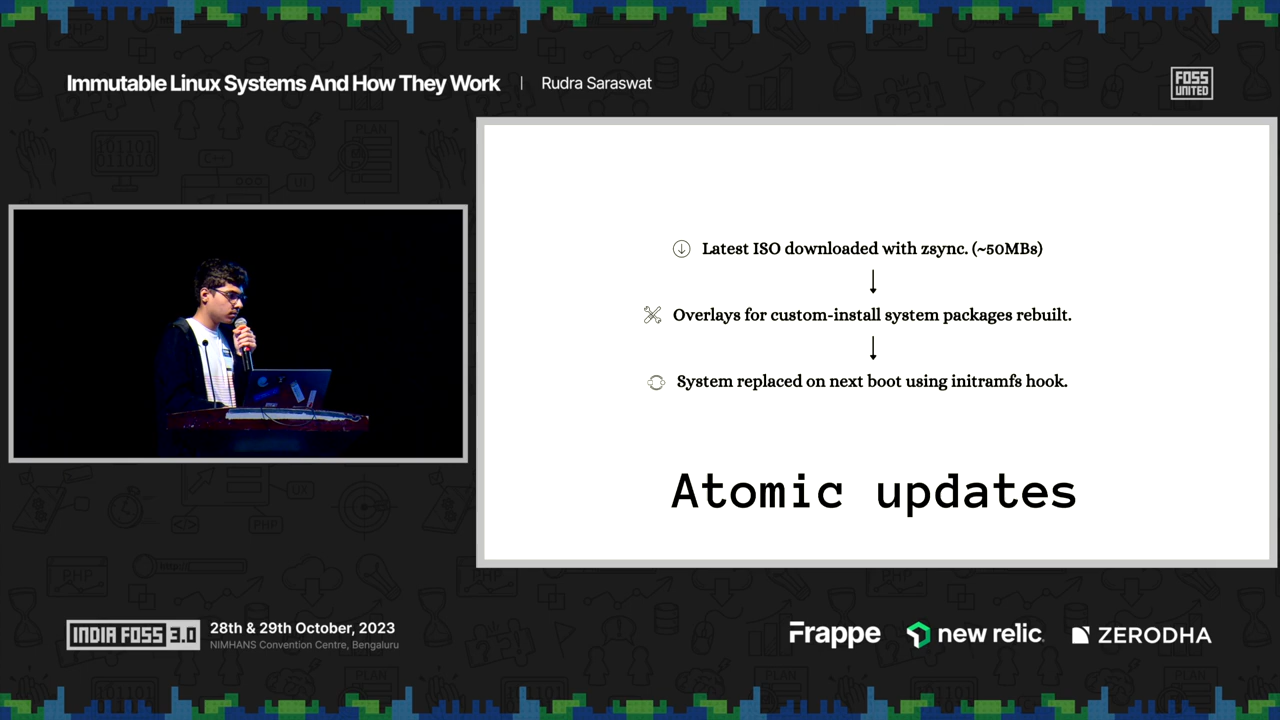 Immutable Linux Systems And How They Work | Rudra Saraswat
FOSS
UNITED
Latest ISO downloaded with zsync. (~50MBs)
Overlays for custom-install system packages rebuilt.
System replaced on next boot using initramfs hook.
Atomic updates
INDIA FOSS 3.0
28th & 29th October, 2023
NIMHANS Convention Centre, Bengaluru
Frappe
new relic
ZERODHA